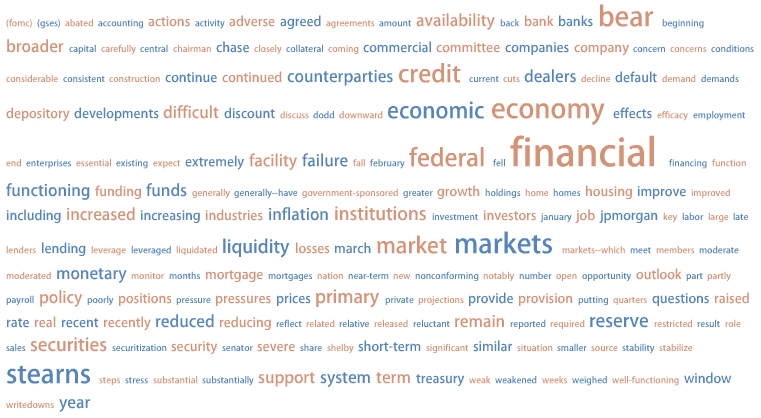 (fomc) (gses) abated accounting actions activity adverse agreed agreements amount availability back bank banks bear beginning
broader capital carefully central chairman chase closely collateral coming commercial committee companies company concern concerns conditions
considerable consistent construction continue continued counterparties credit current cuts dealers decline default demand demands
depository developments difficult discount discuss dodd downward economic economy effects efficacy employment
end enterprises essential existing expect extremely facility failure fall february federal fell financial financing function
functioning funding funds generally generally--have government-sponsored greater growth holdings home homes housing improve improved
including increased increasing industries inflation institutions investment investors january job jpmorgan key labor large late
lenders lending leverage leveraged liquidated liquidity losses march market markets markets--which meet members moderate
moderated monetary monitor months mortgage mortgages nation near-term new nonconforming notably number open opportunity outlook part partly
payroll policy poorly positions pressure pressures prices primary private projections provide provision putting quarters questions raised
rate real recent recently reduced reducing reflect related relative released reluctant remain reported required reserve restricted result role
sales securities securitization security senator severe share shelby short-term significant similar situation smaller source stability stabilize
stearns steps stress substantial substantially support system term treasury weak weakened weeks weighed well-functioning window
writedowns year